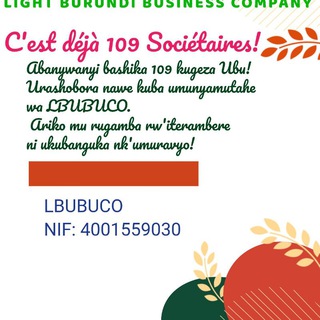 LIGHT BURUNDI BUSINESS COMPANY
C'est déjà 109 Sociétaires!
Abanywanyi bashika 109 kugeza Ubu!
Urashobora nawe kuba umunyamutahe
wa LBUBUCO.
Ariko mu rugamba rw'iterambere
ni ukubanguka nk'umuravyo!
LBUBUCO
NIF: 4001559030